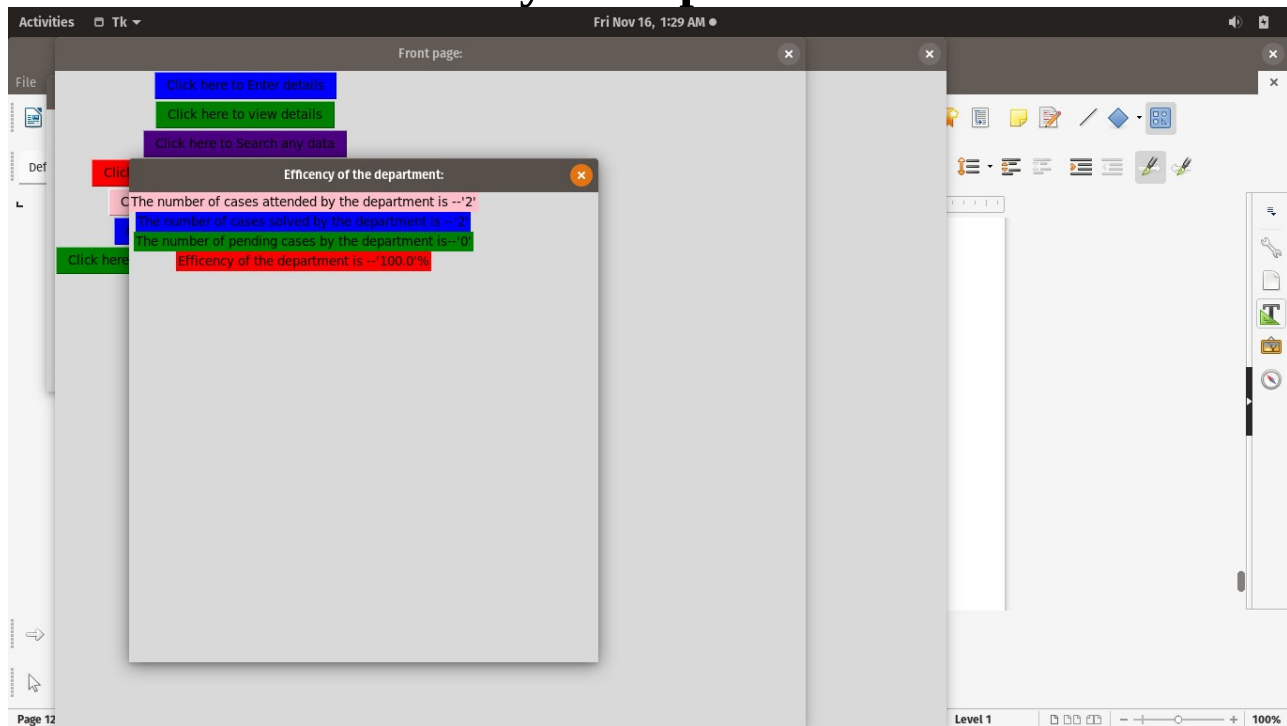 Activities Tk Fri Nov 16, 1:29 AM
Front page:
File
Click here to Enter details
Click here to view details
Click here to Search any data
Def
Efficency of the department:
The number of cases attended by the department is --'2'
The number of cases solved by the department is --'2'
The number of pending cases by the department is--'0'
Click here
Efficency of the department is --'100.0'%
Page 12
Level 1
100%